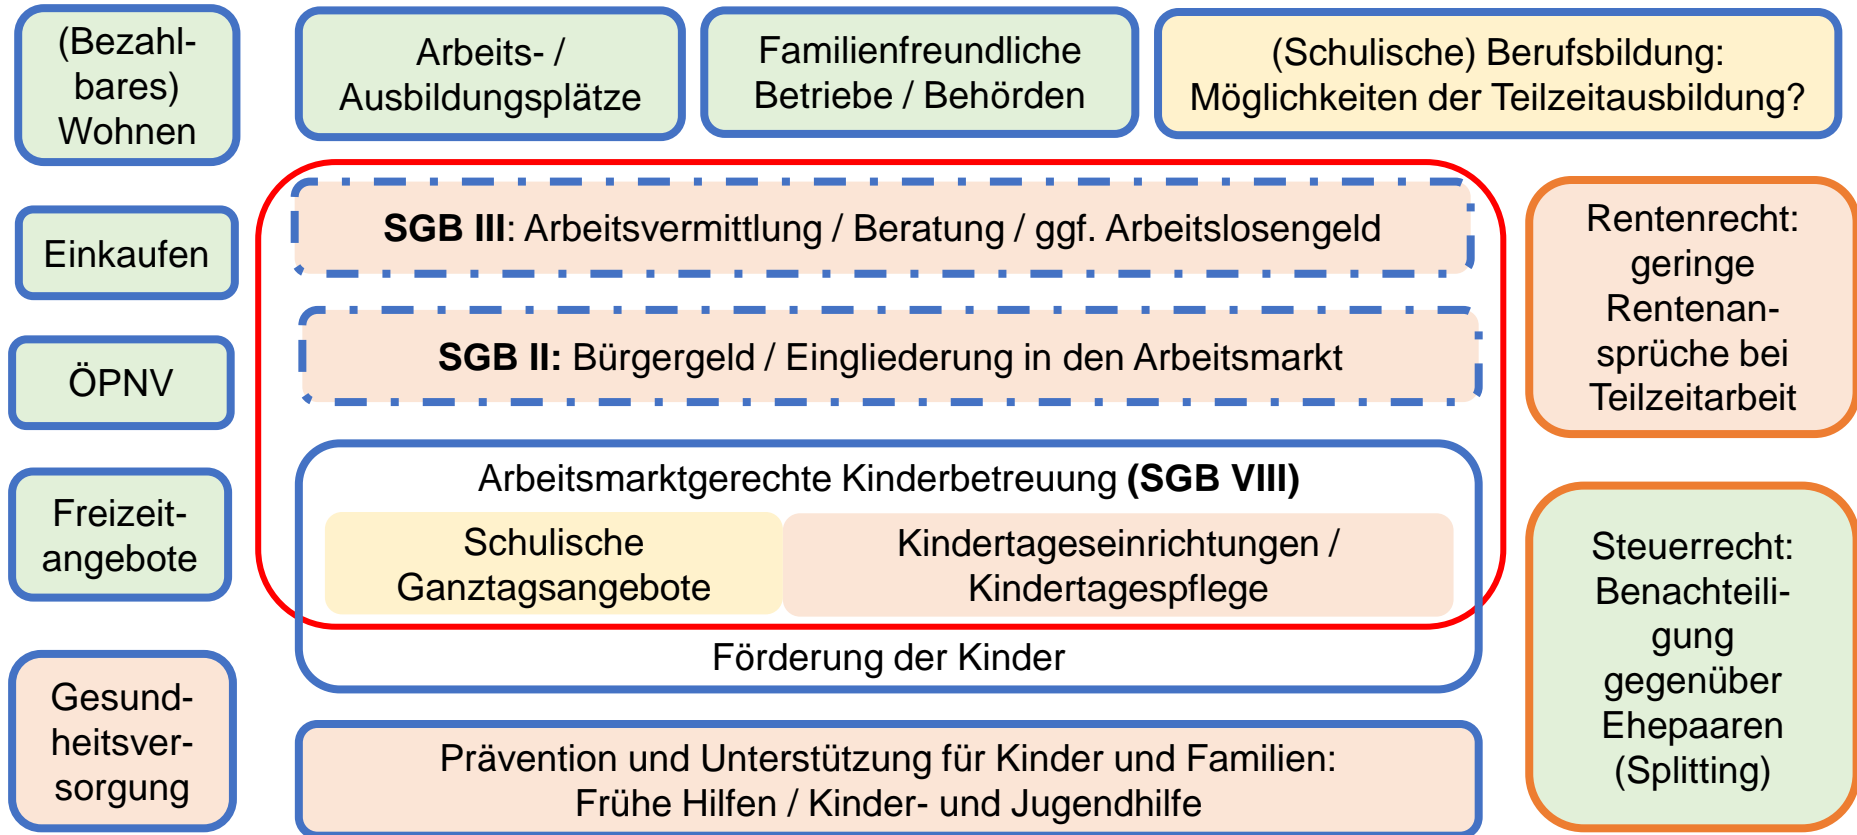 (Bezahl-
bares)
Wohnen
Arbeits- /
Ausbildungsplätze
Familienfreundliche
Betriebe / Behörden
(Schulische) Berufsbildung:
Möglichkeiten der Teilzeitausbildung?
Einkaufen
ÖPNV
Freizeit-
angebote
Gesund-
heitsver-
sorgung
SGB III: Arbeitsvermittlung / Beratung / ggf. Arbeitslosengeld
SGB II: Bürgergeld / Eingliederung in den Arbeitsmarkt
Arbeitsmarktgerechte Kinderbetreuung (SGB VIII)
Schulische
Ganztagsangebote
Kindertageseinrichtungen /
Kindertagespflege
Förderung der Kinder
Prävention und Unterstützung für Kinder und Familien:
Frühe Hilfen / Kinder- und Jugendhilfe
Rentenrecht:
geringe
Rentenan-
sprüche bei
Teilzeitarbeit
Steuerrecht:
Benachteili-
gung
gegenüber
Ehepaaren
(Splitting)